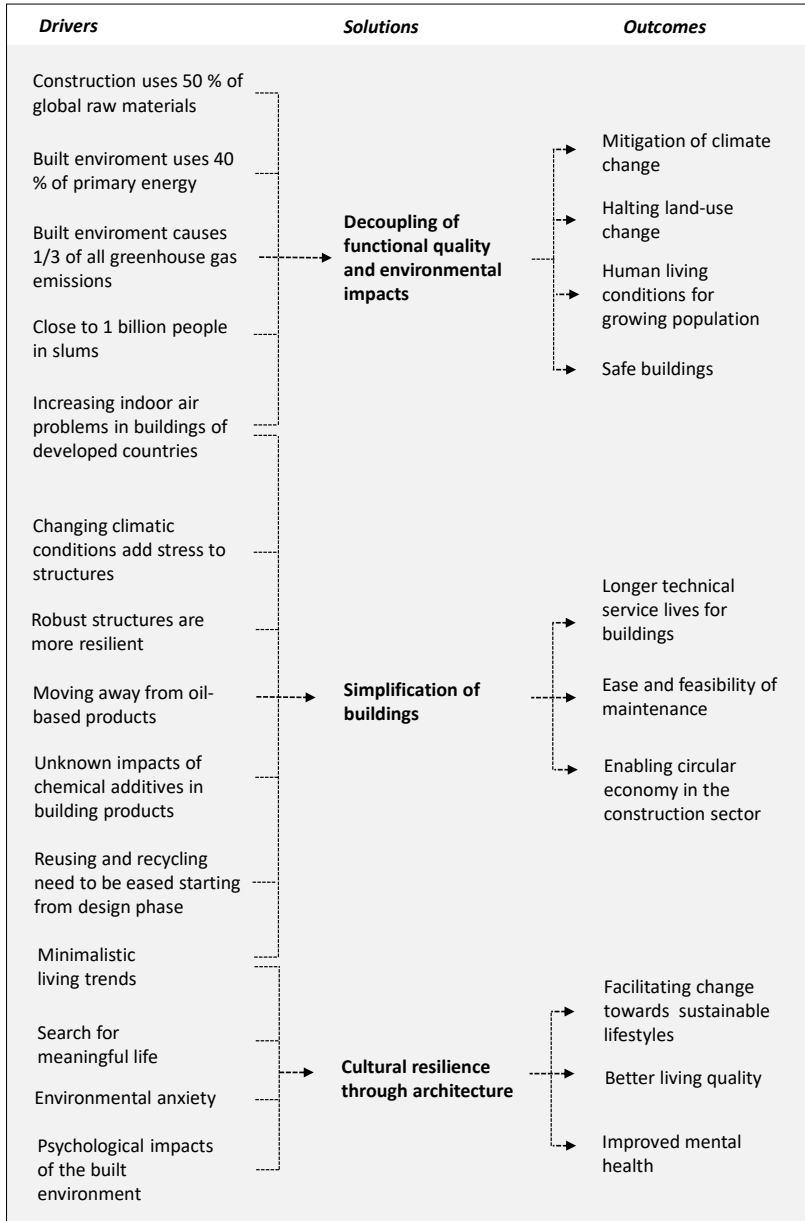 Drivers
Solutions
Outcomes
Construction uses 50 % of
global raw materials
Built enviroment uses 40
% of primary energy
Built enviroment causes
1/3 of all greenhouse gas
emissions
Close to 1 billion people
in slums
Increasing indoor air
problems in buildings of
developed countries
Decoupling of
functional quality
and environmental
impacts
Mitigation of climate
change
Halting land-use
change
Human living
conditions for
growing population
Safe buildings
Changing climatic
conditions add stress to
structures
Robust structures are
more resilient
Moving away from oil-
based products
Unknown impacts of
chemical additives in
building products
Reusing and recycling
need to be eased starting
from design phase
Minimalistic
living trends
Simplification of
buildings
Longer technical
service lives for
buildings
Ease and feasibility of
maintenance
Enabling circular
economy in the
construction sector
Search for
meaningful life
Environmental anxiety
Psychological impacts
of the built
environment
Cultural resilience
through architecture
Facilitating change
towards sustainable
lifestyles
Better living quality
Improved mental
health